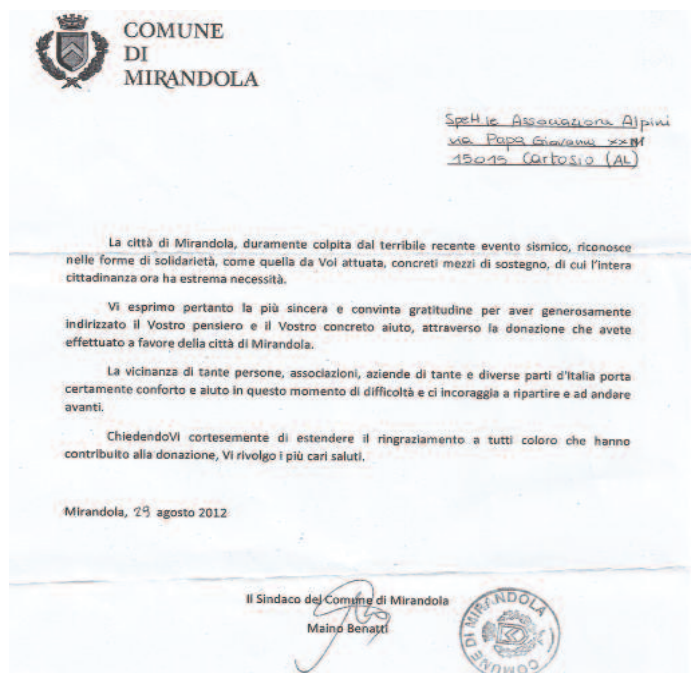 COMUNE
DI
MIRANDOLA
Spett.le Associazione Alpini
via Papa Giovanni XXIII
15015 Cartosio (AL)
La città di Mirandola, duramente colpita dal terribile recente evento sismico, riconosce
nelle forme di solidarietà, come quella da Voi attuata, concreti mezzi di sostegno, di cui l'intera
cittadinanza ora ha estrema necessità.
Vi esprimo pertanto la più sincera e convinta gratitudine per aver generosamente
indirizzato il Vostro pensiero e il Vostro concreto aiuto, attraverso la donazione che avete
effettuato a favore della città di Mirandola.
La vicinanza di tante persone, associazioni, aziende di tante e diverse parti d'Italia porta
certamente conforto e aiuto in questo momento di difficoltà e ci incoraggia a ripartire e ad andare
avanti.
ChiedendoVi cortesemente di estendere il ringraziamento a tutti coloro che hanno
contribuito alla donazione, Vi rivolgo i più cari saluti.
Mirandola, 29 agosto 2012
Il Sindaco del Comune di Mirandola
Maino Benatti
COMUNE DI MIRANDOLA